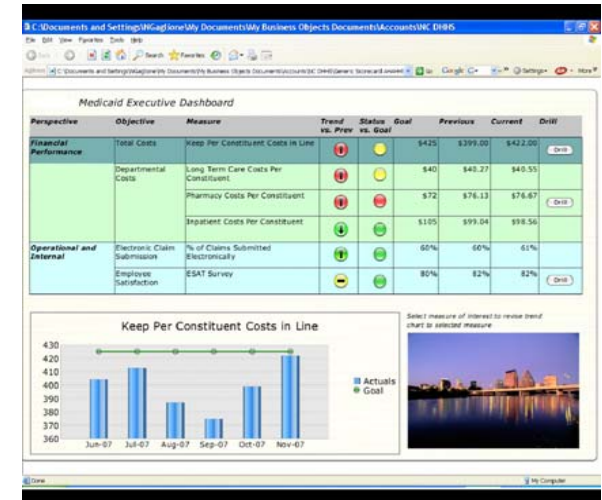 C:\Documents and Settings\NGaglione\My Documents\My Business Objects Documents\Accounts\NC DHHS
File Edit View Favorites Tools Help
Search Favorites
Google Settings
Medicaid Executive Dashboard
Perspective Objective Measure Trend vs. Prev Status vs. Goal Goal Previous Current Drill
Financial Performance Total Costs Keep Per Constituent Costs in Line $425 $399.00 $422.00 Drill
Departmental Costs Long Term Care Costs Per Constituent $40 $40.27 $40.55
Pharmacy Costs Per Constituent $72 $76.13 $76.67 Drill
Inpatient Costs Per Constituent $105 $99.04 $98.56
Operational and Internal Electronic Claim Submission % of Claims Submitted Electronically 60% 60% 61%
Employee Satisfaction ESAT Survey 80% 82% 82% Drill
Keep Per Constituent Costs in Line
430
420
410
400
390
380
370
360
Jun-07 Jul-07 Aug-07 Sep-07 Oct-07 Nov-07
Actuals
Goal
Select measure of interest to revise trend
chart to selected measure
Done My Computer